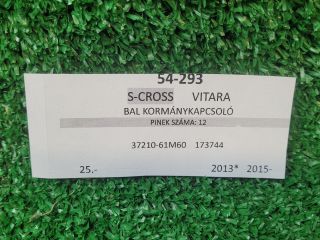 54-293
S-CROSS VITARA
BAL KORMÁNYKAPCSOLÓ
PINEK SZÁMA: 12
37210-61M60 173744
25.- 2013* 2015-